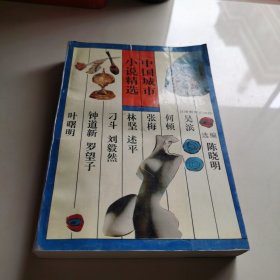 中国城市
小说精选
陈晓明
选编
吴滨
何顿
张梅
林坚 述平
刁斗 刘毅然
钟道新 罗望子
叶曙明